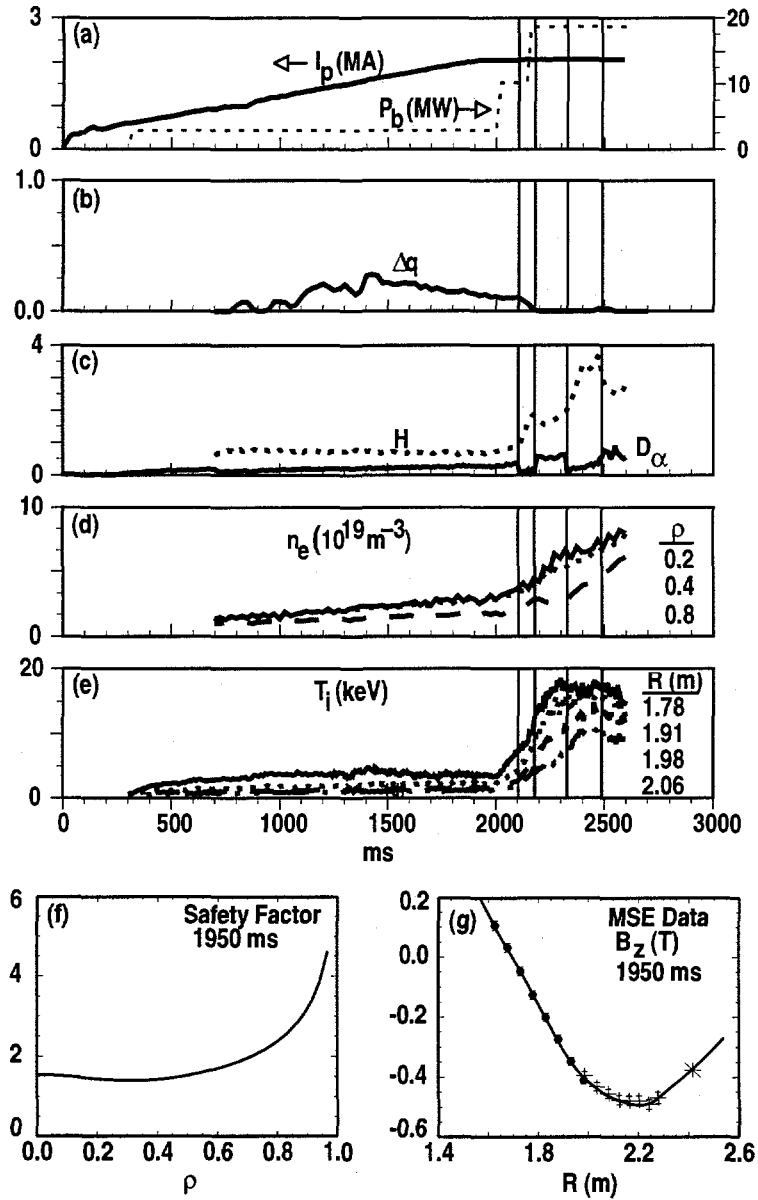 3
(a)
I_p (MA)
P_b (MW)
0
20
10
0
1.0
(b)
Δq
0.0
4
(c)
H
D_α
0
10
(d)
n_e (10^19 m^-3)
ρ
0.2
0.4
0.8
0
20
(e)
T_i (keV)
R (m)
1.78
1.91
1.98
2.06
10
0
0 500 1000 1500 2000 2500 3000
ms
6
(f)
Safety Factor
1950 ms
4
2
0
0.0 0.2 0.4 0.6 0.8 1.0
ρ
0.2
(g)
MSE Data
B_z (T)
1950 ms
0.0
-0.2
-0.4
-0.6
1.4 1.8 2.2 2.6
R (m)